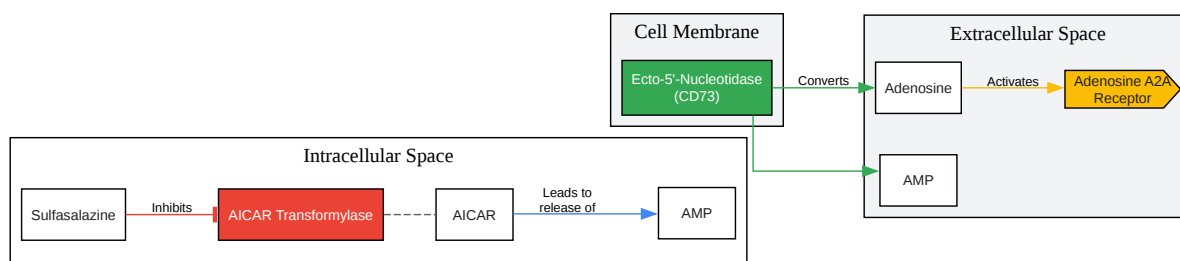 Cell Membrane
Ecto-5'-Nucleotidase
(CD73)
Converts
Extracellular Space
Adenosine
Activates
Adenosine A2A
Receptor
AMP
Intracellular Space
Sulfasalazine
Inhibits
AICAR Transformylase
AICAR
Leads to
release of
AMP